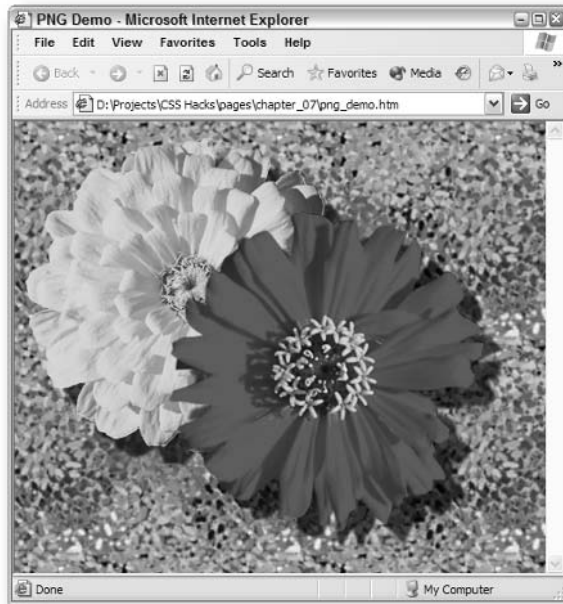 PNG Demo - Microsoft Internet Explorer
File Edit View Favorites Tools Help
Back Search Favorites Media
Address D:\Projects\CSS Hacks\pages\chapter_07\png_demo.htm Go
Done My Computer